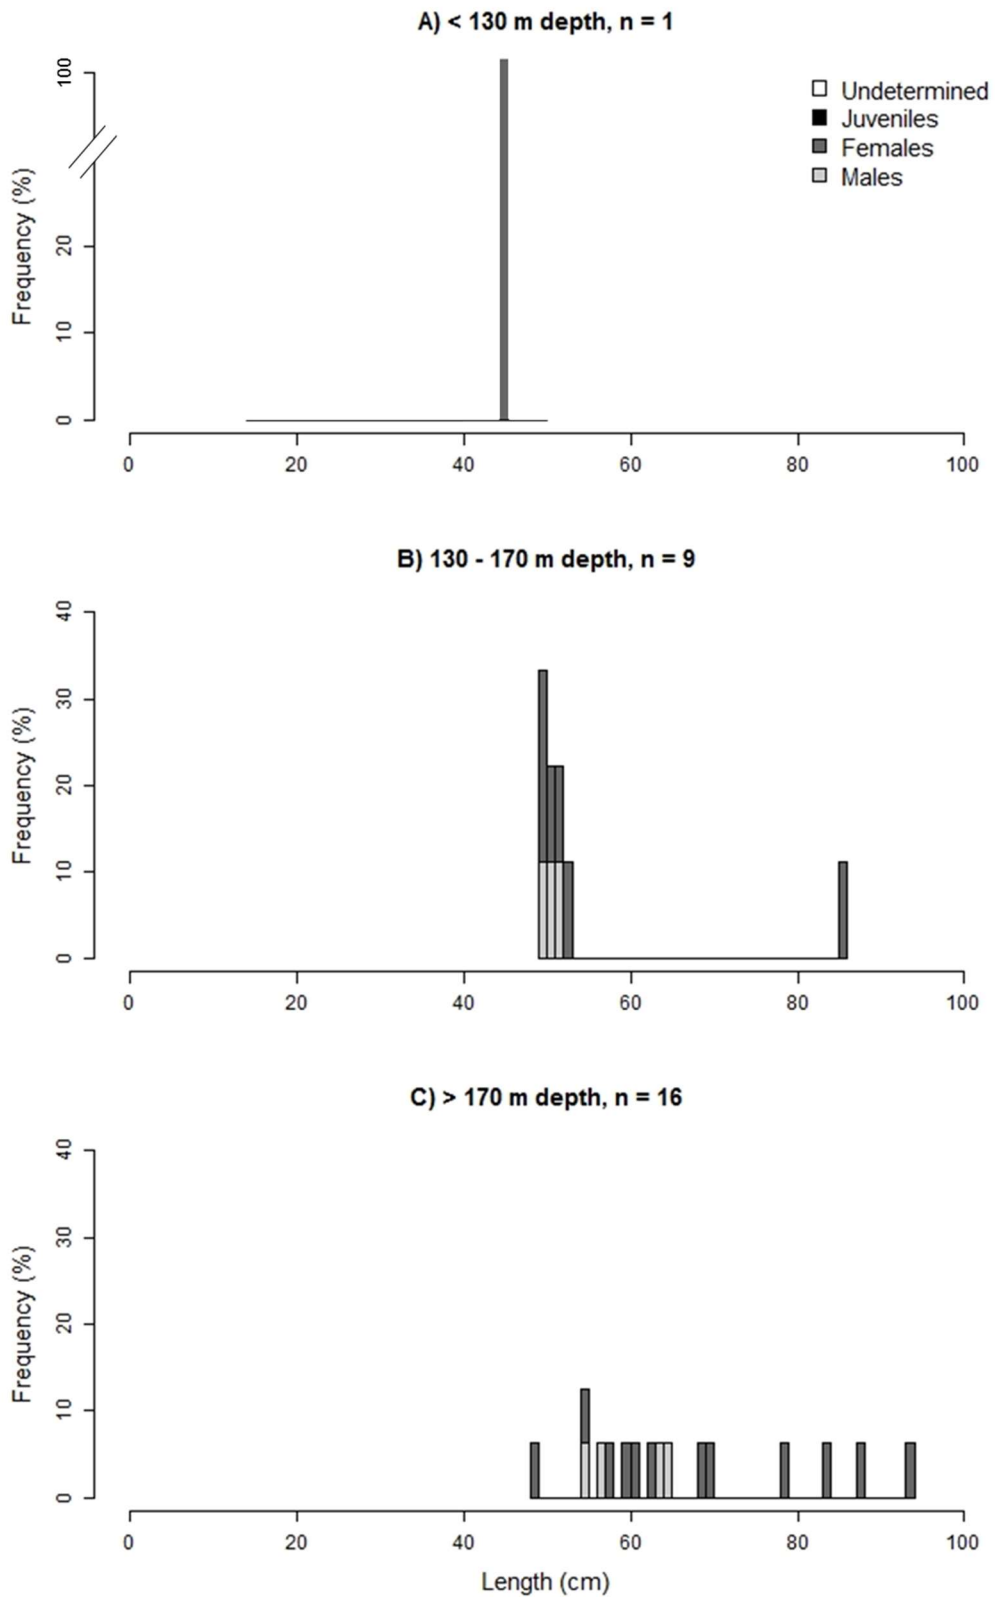 A) < 130 m depth, n = 1
100
Undetermined
Juveniles
Females
Males
Frequency (%)
20
10
0
0 20 40 60 80 100
B) 130 - 170 m depth, n = 9
40
30
Frequency (%)
20
10
0
0 20 40 60 80 100
C) > 170 m depth, n = 16
40
30
Frequency (%)
20
10
0
0 20 40 60 80 100
Length (cm)